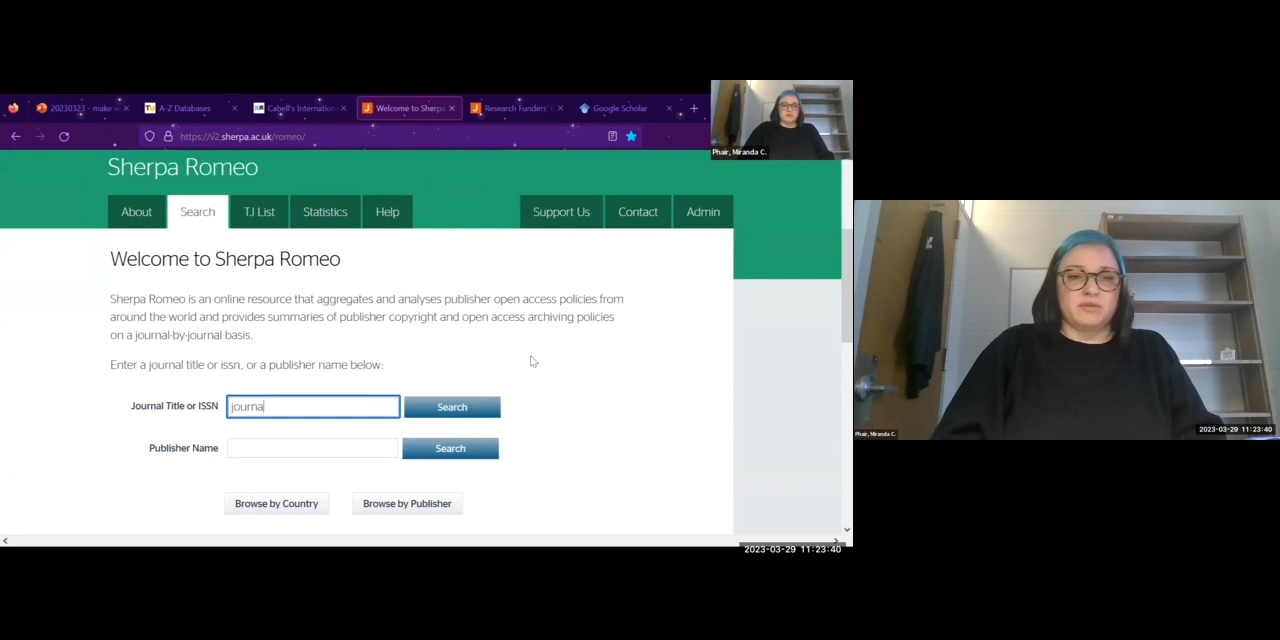 20230323 - make s
A-Z Databases
Cabell's Internation
Welcome to Sherpa
Research Funders'
Google Scholar
https://v2.sherpa.ac.uk/romeo/
Phair, Miranda C.
Sherpa Romeo
About
Search
TJ List
Statistics
Help
Support Us
Contact
Admin
Welcome to Sherpa Romeo
Sherpa Romeo is an online resource that aggregates and analyses publisher open access policies from
around the world and provides summaries of publisher copyright and open access archiving policies
on a journal-by-journal basis.
Enter a journal title or issn, or a publisher name below:
Journal Title or ISSN
journa
Search
Publisher Name
Search
Browse by Country
Browse by Publisher
2023-03-29 11:23:40
Phair, Miranda C.
2023-03-29 11:23:40